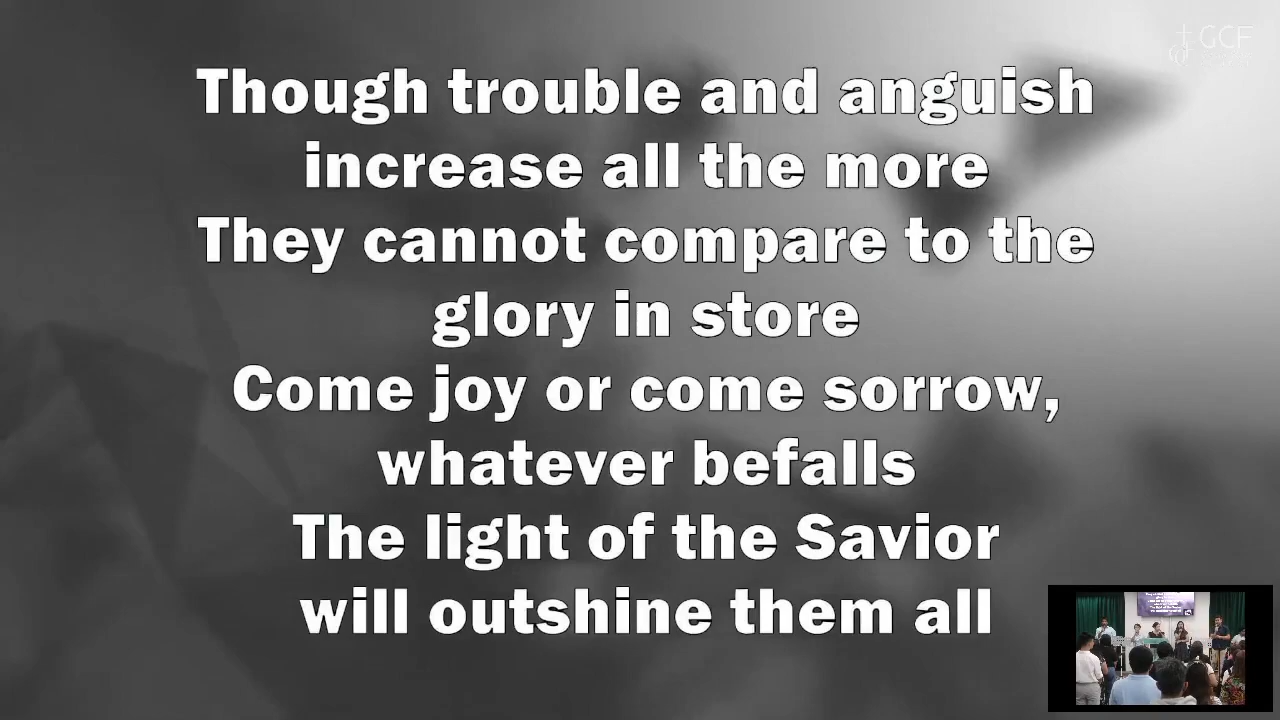 GCF
Though trouble and anguish
increase all the more
They cannot compare to the
glory in store
Come joy or come sorrow,
whatever befalls
The light of the Savior
will outshine them all